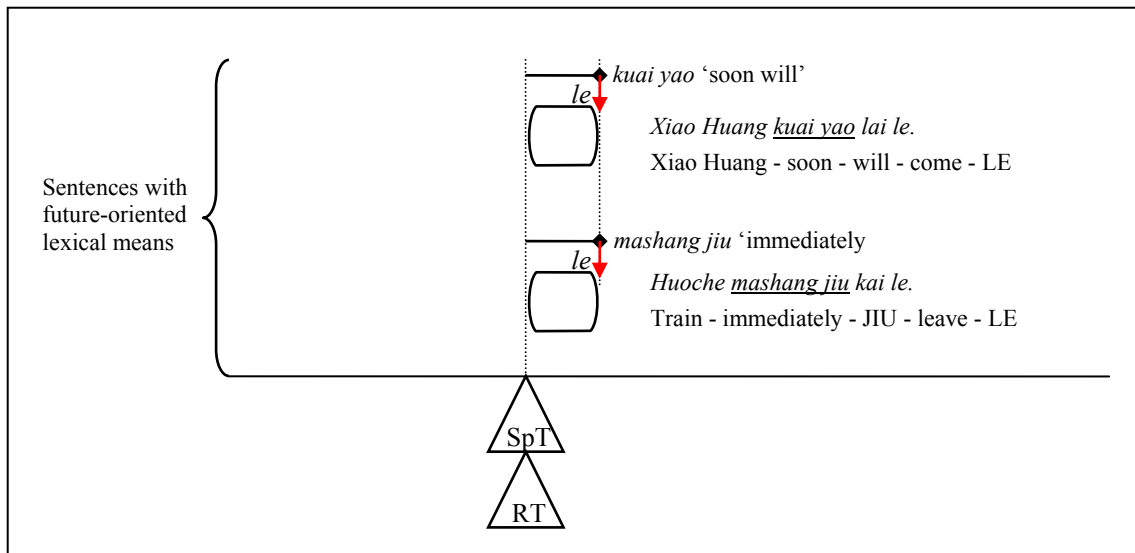 kuai yao ‘soon will’
le
Xiao Huang kuai yao lai le.
Xiao Huang - soon - will - come - LE
Sentences with
future-oriented
lexical means
mashang jiu ‘immediately
le
Huoche mashang jiu kai le.
Train - immediately - JIU - leave - LE
SpT
RT